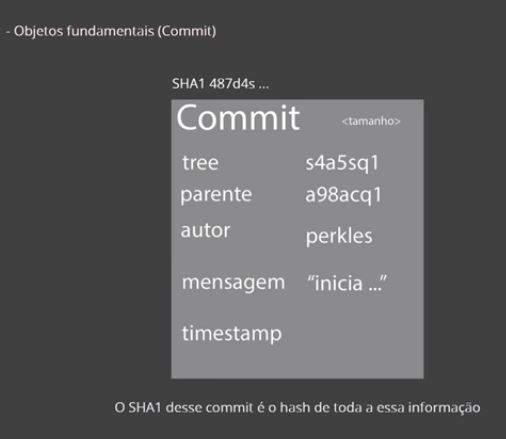 - Objetos fundamentais (Commit)
SHA1 487d4s ...
Commit <tamanho>
tree s4a5sq1
parente a98acq1
autor perkles
mensagem “inicia ...”
timestamp
O SHA1 desse commit é o hash de toda a essa informação